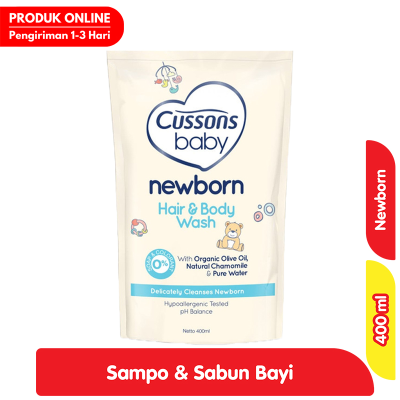 PRODUK ONLINE
Pengiriman 1-3 Hari
Cussons
baby
newborn
Hair & Body
Wash
0%
With Organic Olive Oil,
Natural Chamomile
& Pure Water
Delicately Cleanses Newborn
Hypoallergenic Tested
pH Balance
Netto 400ml
Newborn
400 ml
Sampo & Sabun Bayi